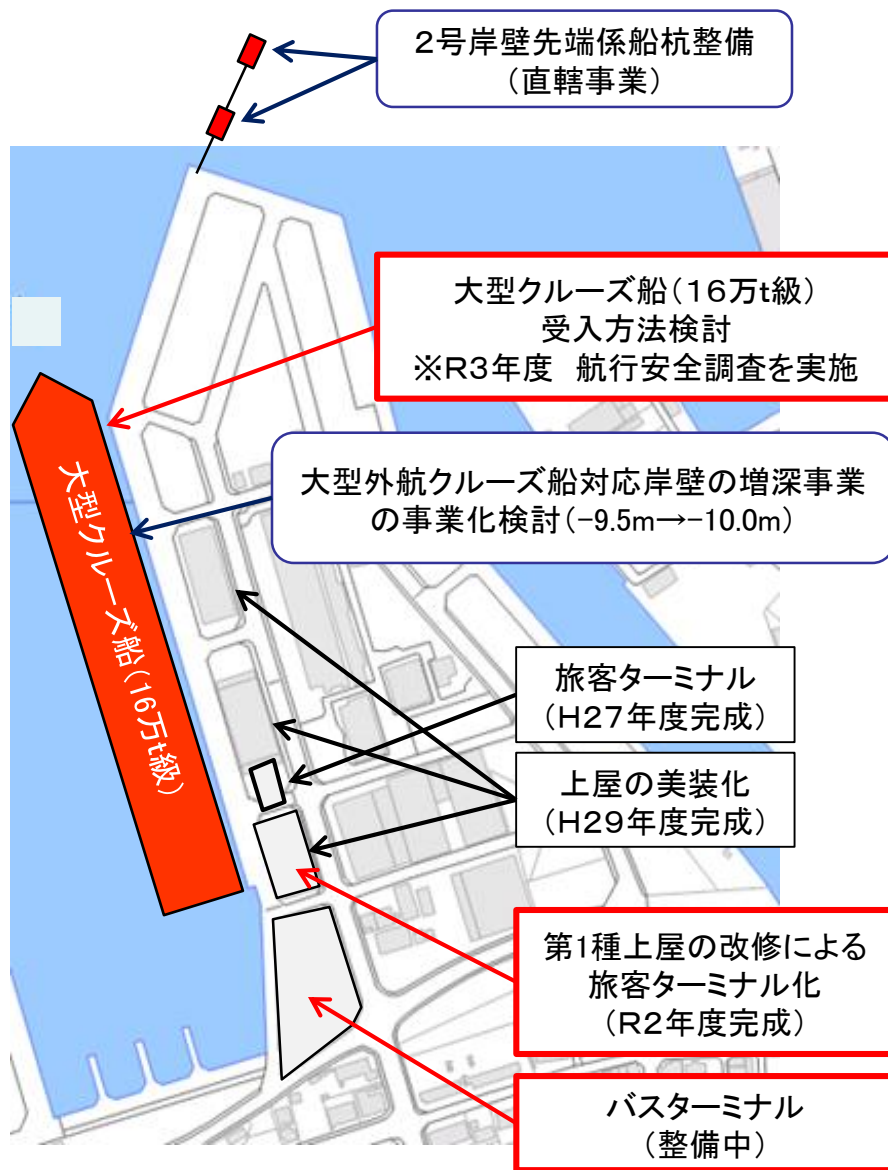 2号岸壁先端係船杭整備
(直轄事業)
大型クルーズ船(16万t級)
受入方法検討
※R3年度 航行安全調査を実施
大型外航クルーズ船対応岸壁の増深事業
の事業化検討(-9.5m→-10.0m)
大型クルーズ船(16万t級)
旅客ターミナル
(H27年度完成)
上屋の美装化
(H29年度完成)
第1種上屋の改修による
旅客ターミナル化
(R2年度完成)
バスターミナル
(整備中)